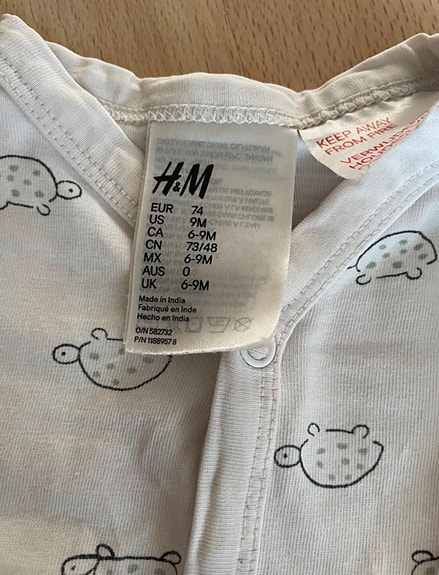 H&M
EUR 74
US 9M
CA 6-9M
CN 73/48
MX 6-9M
AUS 0
UK 6-9M
Made in India
Fabriqué en Inde
Hecho en India
O/N 582732
P/N 11889578
KEEP AWAY
FROM FIRE